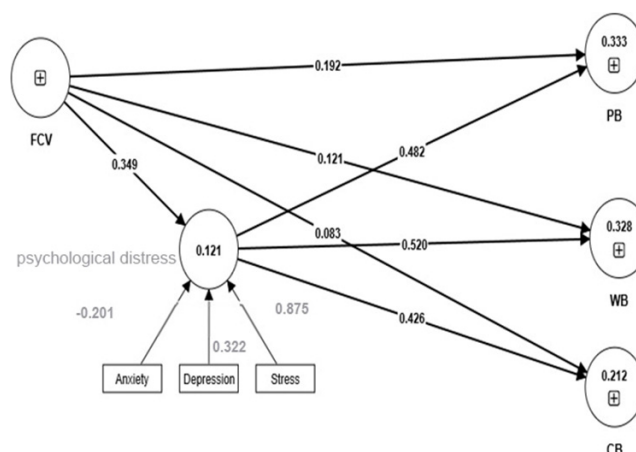 0.333
0.192
PB
FCV
0.482
0.349
0.121
0.328
0.083
psychological distress
0.121
0.520
WB
-0.201
0.875
0.426
0.322
0.212
Anxiety
Depression
Stress
CB